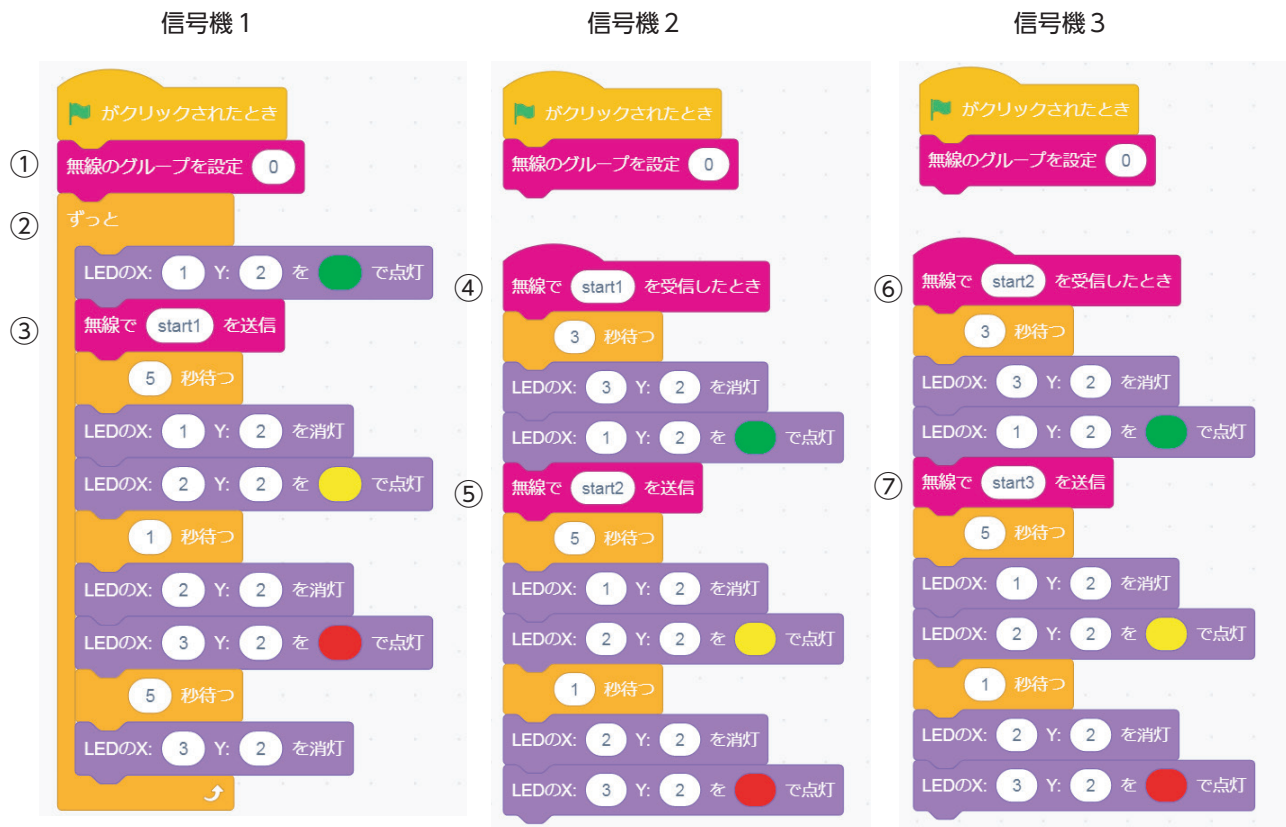 信号機1
がクリックされたとき
① 無線のグループを設定 0
② ずっと
LEDのX: 1 Y: 2 を で点灯
③ 無線で start1 を送信
5 秒待つ
LEDのX: 1 Y: 2 を消灯
LEDのX: 2 Y: 2 を で点灯
1 秒待つ
LEDのX: 2 Y: 2 を消灯
LEDのX: 3 Y: 2 を で点灯
5 秒待つ
LEDのX: 3 Y: 2 を消灯
信号機2
がクリックされたとき
無線のグループを設定 0
④ 無線で start1 を受信したとき
3 秒待つ
LEDのX: 3 Y: 2 を消灯
LEDのX: 1 Y: 2 を で点灯
⑤ 無線で start2 を送信
5 秒待つ
LEDのX: 1 Y: 2 を消灯
LEDのX: 2 Y: 2 を で点灯
1 秒待つ
LEDのX: 2 Y: 2 を消灯
LEDのX: 3 Y: 2 を で点灯
信号機3
がクリックされたとき
無線のグループを設定 0
⑥ 無線で start2 を受信したとき
3 秒待つ
LEDのX: 3 Y: 2 を消灯
LEDのX: 1 Y: 2 を で点灯
⑦ 無線で start3 を送信
5 秒待つ
LEDのX: 1 Y: 2 を消灯
LEDのX: 2 Y: 2 を で点灯
1 秒待つ
LEDのX: 2 Y: 2 を消灯
LEDのX: 3 Y: 2 を で点灯